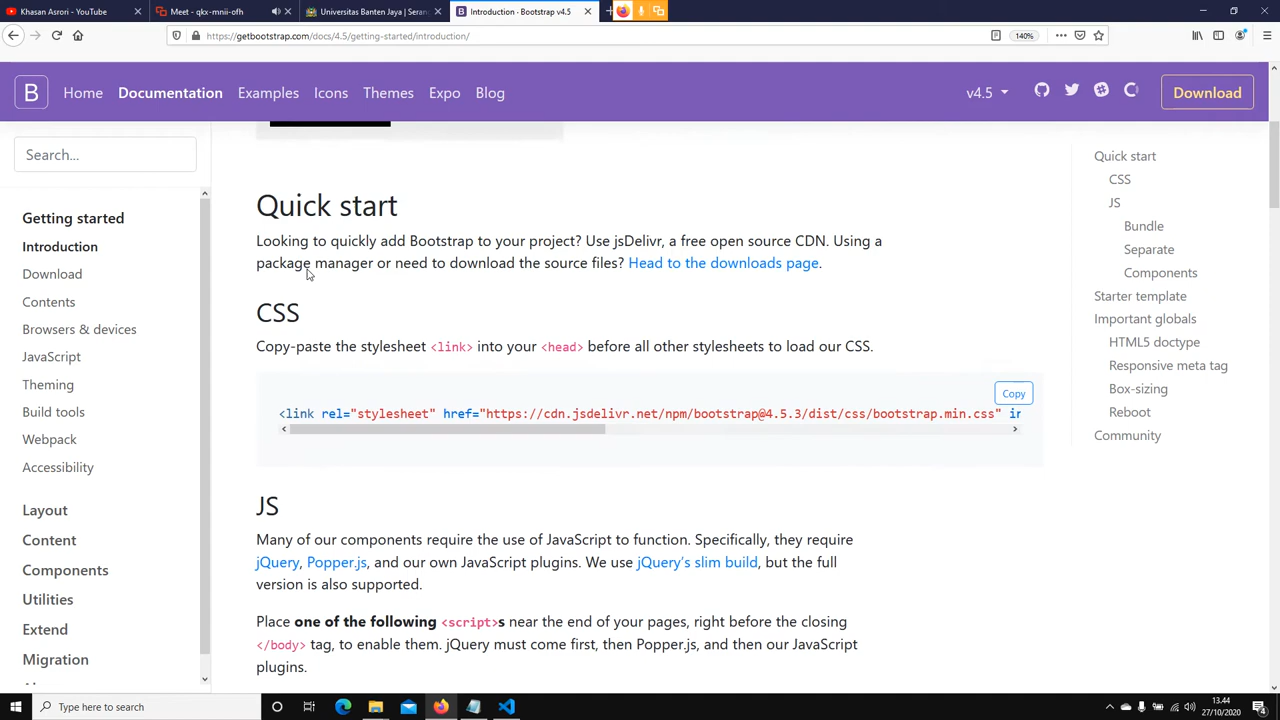 Khasan Asrori - YouTube
Meet - qkx-mnii-ofh
Universitas Banten Jaya | Seran
Introduction · Bootstrap v4.5
https://getbootstrap.com/docs/4.5/getting-started/introduction/
140%
B
Home
Documentation
Examples
Icons
Themes
Expo
Blog
v4.5
Download
Search...
Getting started
Introduction
Download
Contents
Browsers & devices
JavaScript
Theming
Build tools
Webpack
Accessibility
Layout
Content
Components
Utilities
Extend
Migration
Quick start
Looking to quickly add Bootstrap to your project? Use jsDelivr, a free open source CDN. Using a
package manager or need to download the source files? Head to the downloads page.
CSS
Copy-paste the stylesheet <link> into your <head> before all other stylesheets to load our CSS.
Copy
<link rel="stylesheet" href="https://cdn.jsdelivr.net/npm/bootstrap@4.5.3/dist/css/bootstrap.min.css" in
JS
Many of our components require the use of JavaScript to function. Specifically, they require
jQuery, Popper.js, and our own JavaScript plugins. We use jQuery's slim build, but the full
version is also supported.
Place one of the following <script>s near the end of your pages, right before the closing
</body> tag, to enable them. jQuery must come first, then Popper.js, and then our JavaScript
plugins.
Quick start
CSS
JS
Bundle
Separate
Components
Starter template
Important globals
HTML5 doctype
Responsive meta tag
Box-sizing
Reboot
Community
Type here to search
13.44
27/10/2020
4